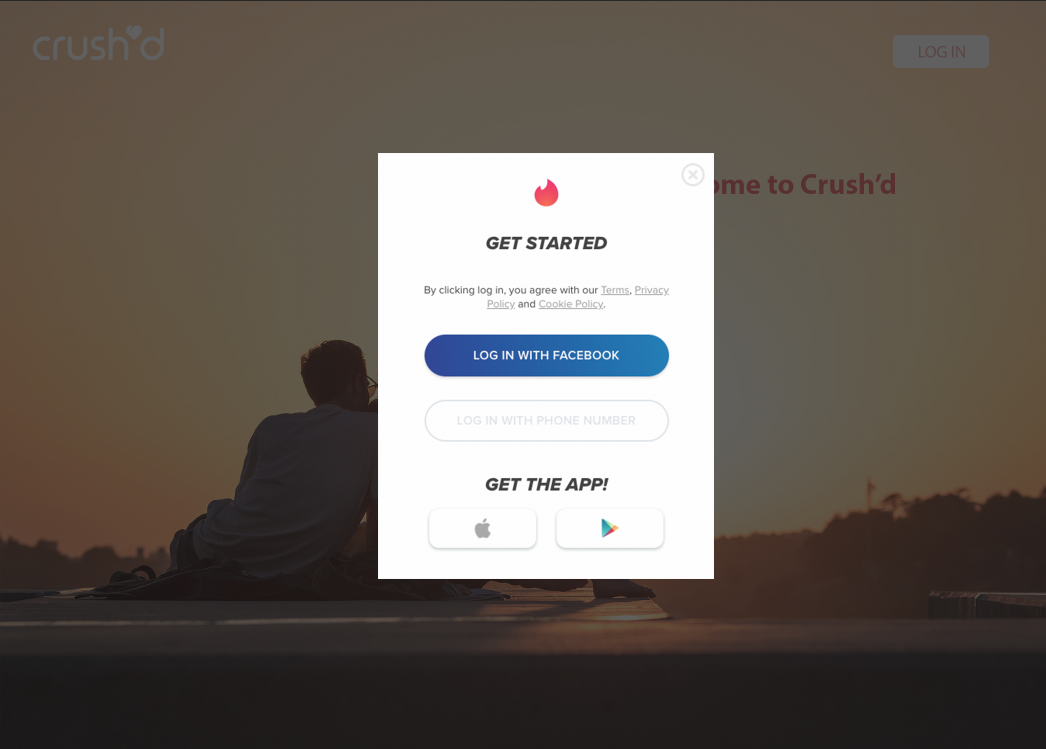 crush'd
LOG IN
ome to Crush'd
GET STARTED
By clicking log in, you agree with our Terms, Privacy
Policy and Cookie Policy.
LOG IN WITH FACEBOOK
LOG IN WITH PHONE NUMBER
GET THE APP!